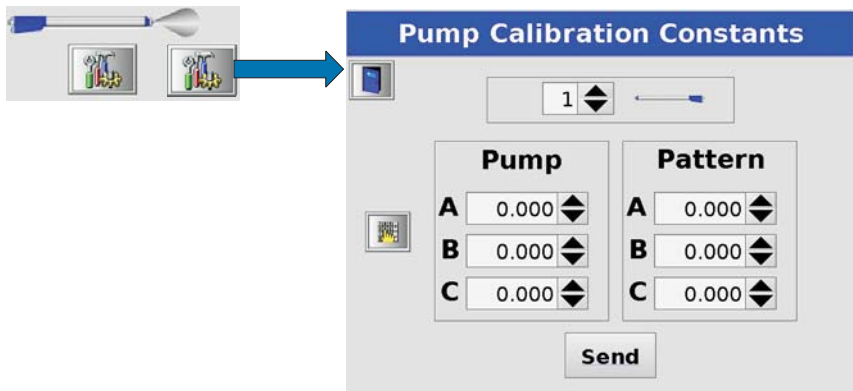 Pump Calibration Constants
1
Pump Pattern
A 0.000 A 0.000
B 0.000 B 0.000
C 0.000 C 0.000
Send